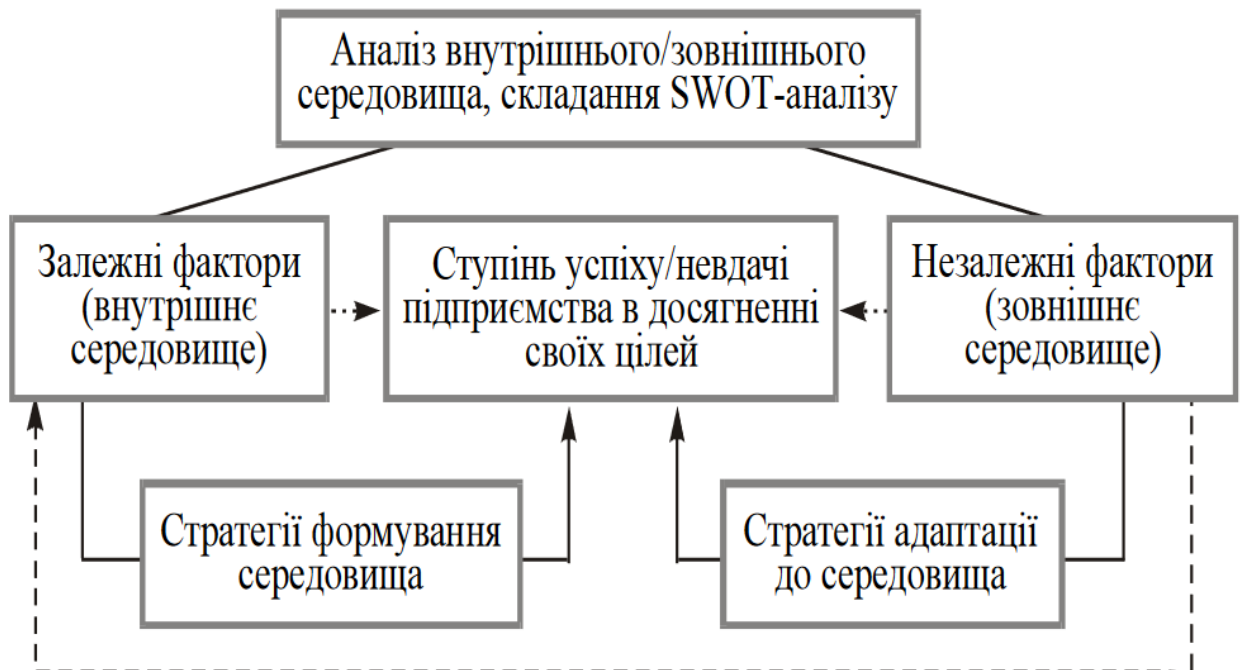 Аналіз внутрішнього/зовнішнього
середовища, складання SWOT-аналізу
Залежні фактори
(внутрішнє
середовище)
Ступінь успіху/невдачі
підприємства в досягненні
своїх цілей
Незалежні фактори
(зовнішнє
середовище)
Стратегії формування
середовища
Стратегії адаптації
до середовища